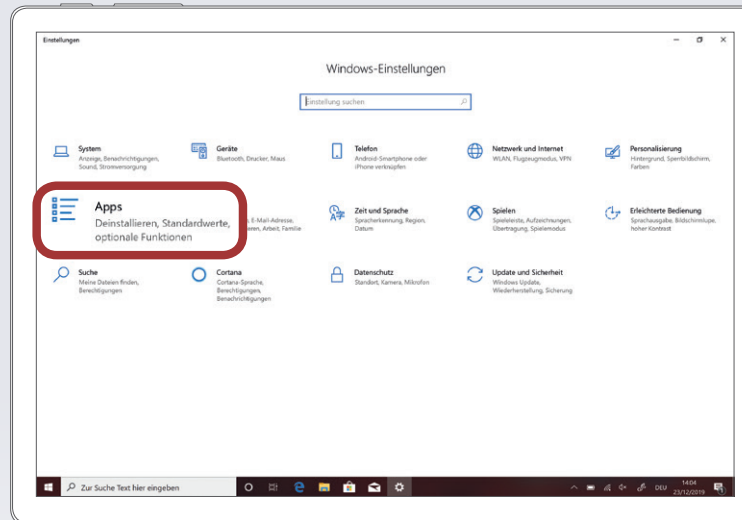 Einstellungen
Windows-Einstellungen
Einstellung suchen
System
Anzeige, Benachrichtigungen,
Sound, Stromversorgung
Geräte
Bluetooth, Drucker, Maus
Telefon
Android-Smartphone oder
iPhone verknüpfen
Netzwerk und Internet
WLAN, Flugzeugmodus, VPN
Personalisierung
Hintergrund, Sperrbildschirm,
Farben
Apps
Deinstallieren, Standardwerte,
optionale Funktionen
E-Mail-Adresse,
Arbeit, Familie
Zeit und Sprache
Spracherkennung, Region,
Datum
Spielen
Spieleleiste, Aufzeichnungen,
Übertragung, Spielemodus
Erleichterte Bedienung
Sprachausgabe, Bildschirmlupe,
hoher Kontrast
Suche
Meine Dateien finden,
Berechtigungen
Cortana
Cortana-Sprache,
Berechtigungen,
Benachrichtigungen
Datenschutz
Standort, Kamera, Mikrofon
Update und Sicherheit
Windows Update,
Wiederherstellung, Sicherung
Zur Suche Text hier eingeben
DEU
14:04
23/12/2019